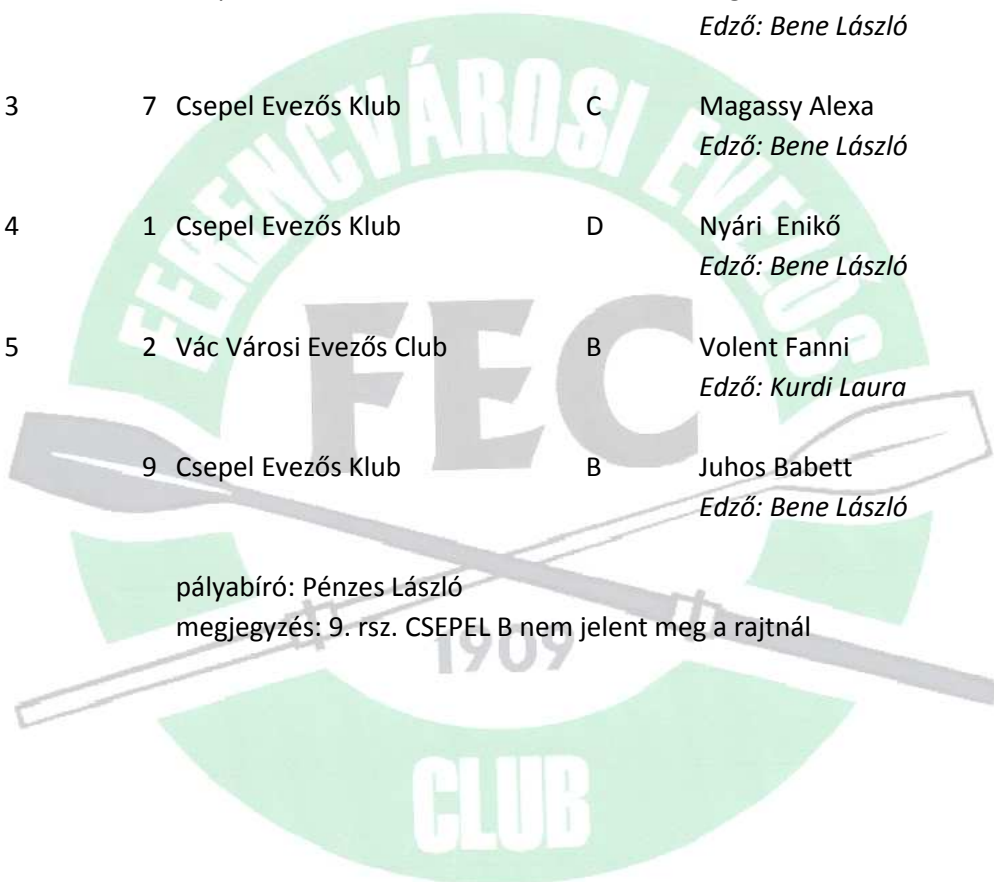 Edző: Bene László
3 7 Csepel Evezős Klub C Magassy Alexa
Edző: Bene László
4 1 Csepel Evezős Klub D Nyári Enikő
Edző: Bene László
5 2 Vác Városi Evezős Club B Volent Fanni
Edző: Kurdi Laura
9 Csepel Evezős Klub B Juhos Babett
Edző: Bene László
pályabíró: Pénzes László
megjegyzés: 9. rsz. CSEPEL B nem jelent meg a rajtnál
FERENCVÁROSI EVEZŐS
FEC
1909
CLUB